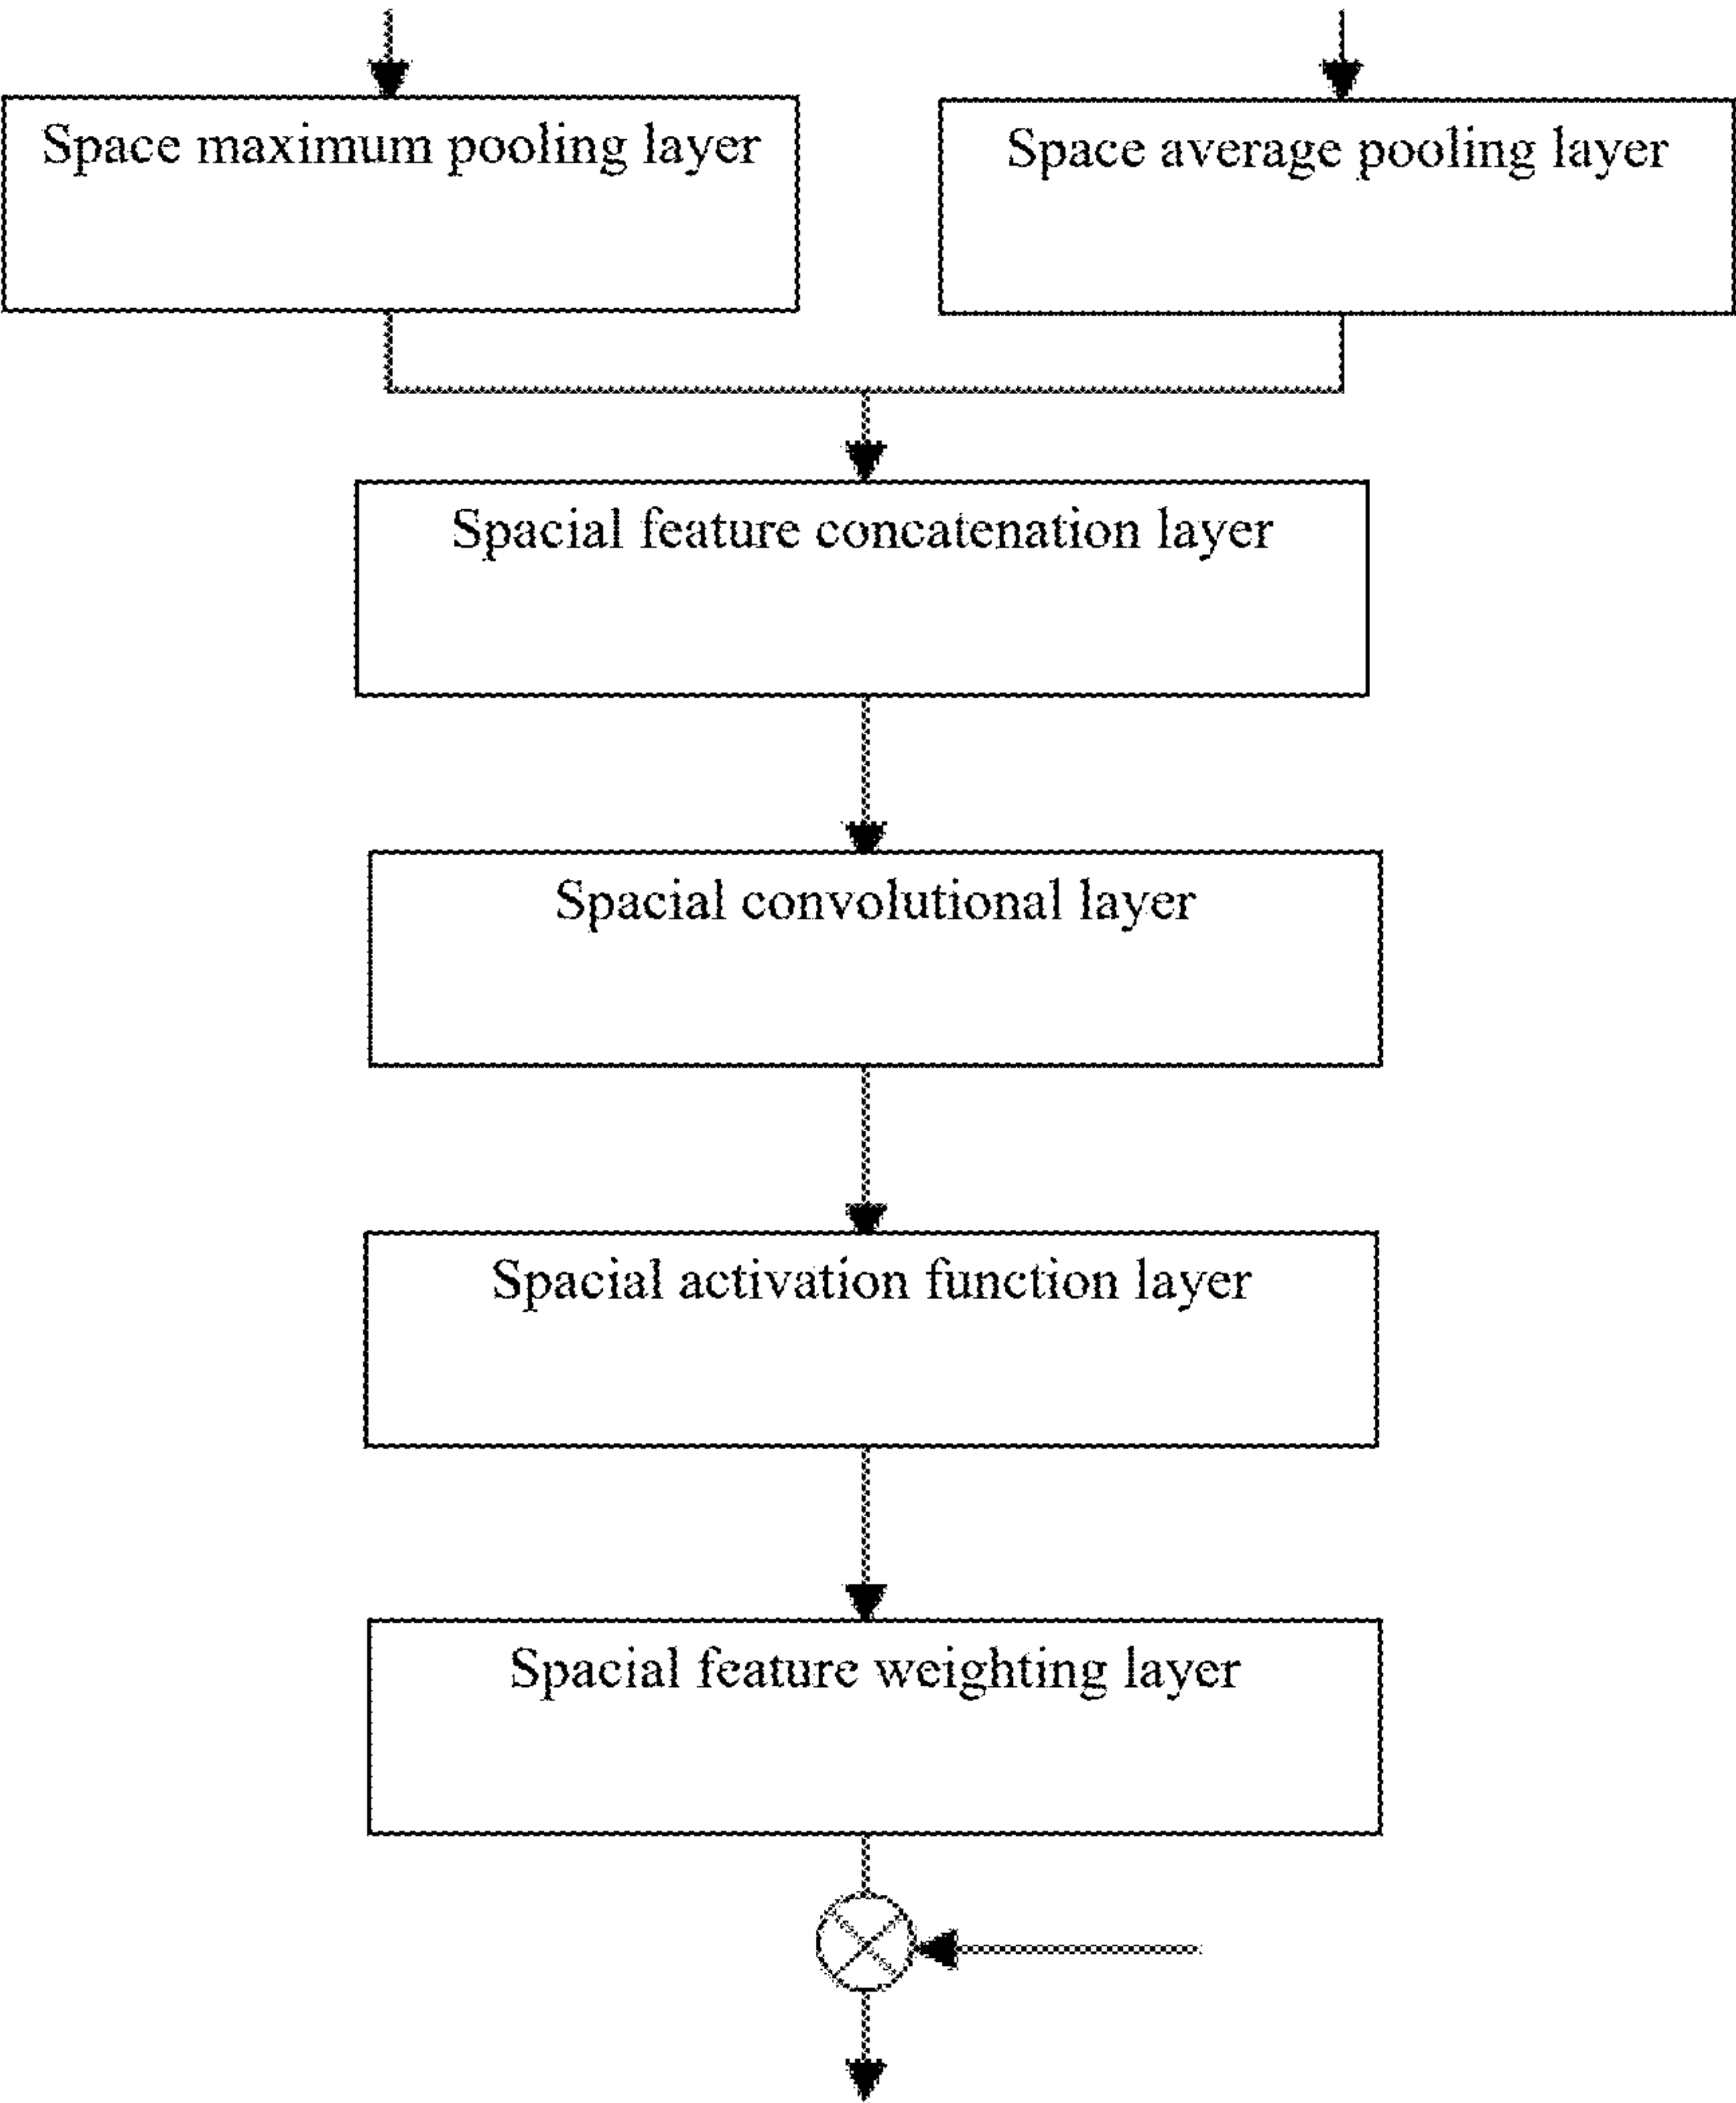 Space maximum pooling layer
Space average pooling layer
Spacial feature concatenation layer
Spacial convolutional layer
Spacial activation function layer
Spacial feature weighting layer